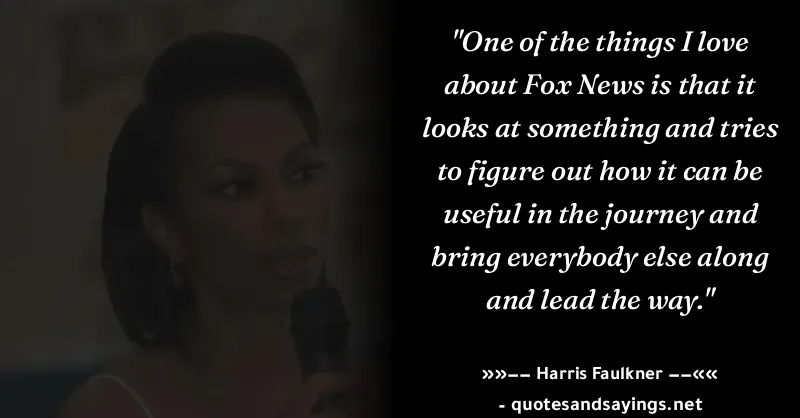 "One of the things I love
about Fox News is that it
looks at something and tries
to figure out how it can be
useful in the journey and
bring everybody else along
and lead the way."
»»−− Harris Faulkner −−««
- quotesandsayings.net